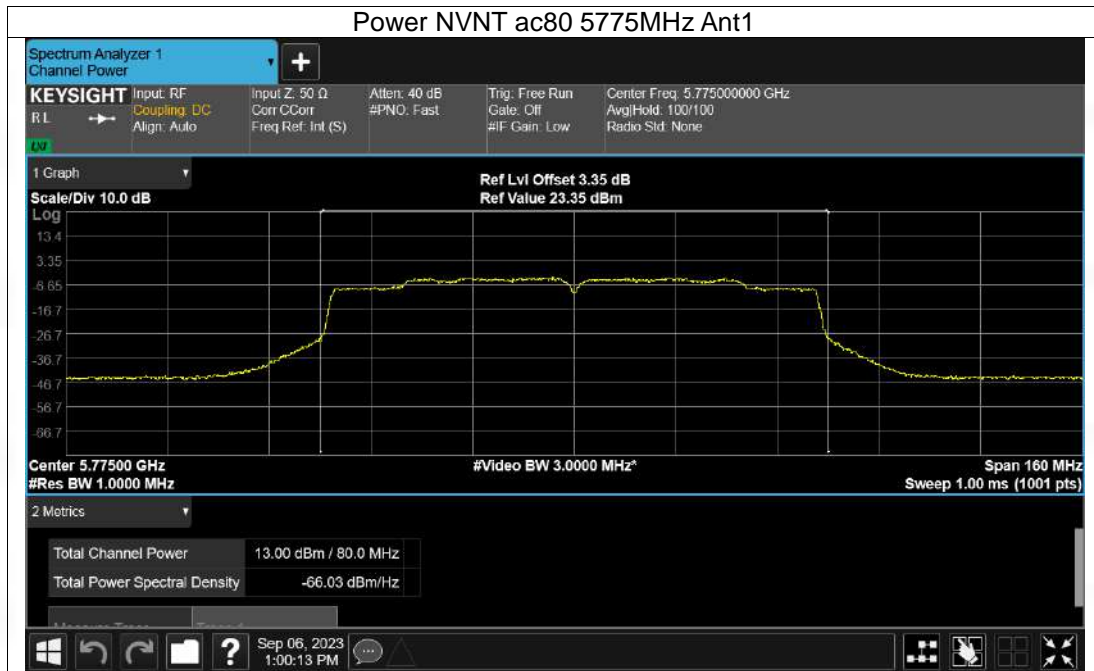 Power NVNT ac80 5775MHz Ant1
Spectrum Analyzer 1
Channel Power
KEYSIGHT
R L
LXI
Input: RF
Coupling: DC
Align: Auto
Input Z: 50 Ω
Corr CCorr
Freq Ref: Int (S)
Atten: 40 dB
#PNO: Fast
Trig: Free Run
Gate: Off
#IF Gain: Low
Center Freq: 5.775000000 GHz
Avg|Hold: 100/100
Radio Std: None
1 Graph
Scale/Div 10.0 dB
Ref Lvl Offset 3.35 dB
Ref Value 23.35 dBm
Log
13.4
3.35
-6.65
-16.7
-26.7
-36.7
-46.7
-56.7
-66.7
Center 5.77500 GHz
#Res BW 1.0000 MHz
#Video BW 3.0000 MHz*
Span 160 MHz
Sweep 1.00 ms (1001 pts)
2 Metrics
Total Channel Power 13.00 dBm / 80.0 MHz
Total Power Spectral Density -66.03 dBm/Hz
Sep 06, 2023
1:00:13 PM